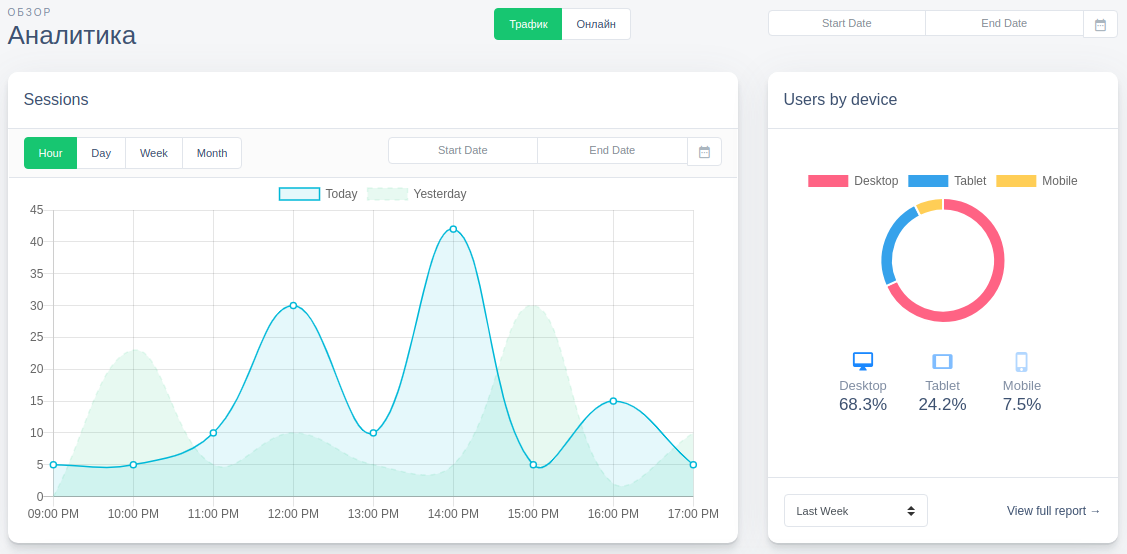 ОБЗОР
Аналитика
Трафик Онлайн
Start Date End Date
Sessions
Hour Day Week Month
Start Date End Date
Today Yesterday
45
40
35
30
25
20
15
10
5
0
09:00 PM 10:00 PM 11:00 PM 12:00 PM 13:00 PM 14:00 PM 15:00 PM 16:00 PM 17:00 PM
Users by device
Desktop Tablet Mobile
Desktop Tablet Mobile
68.3% 24.2% 7.5%
Last Week View full report →